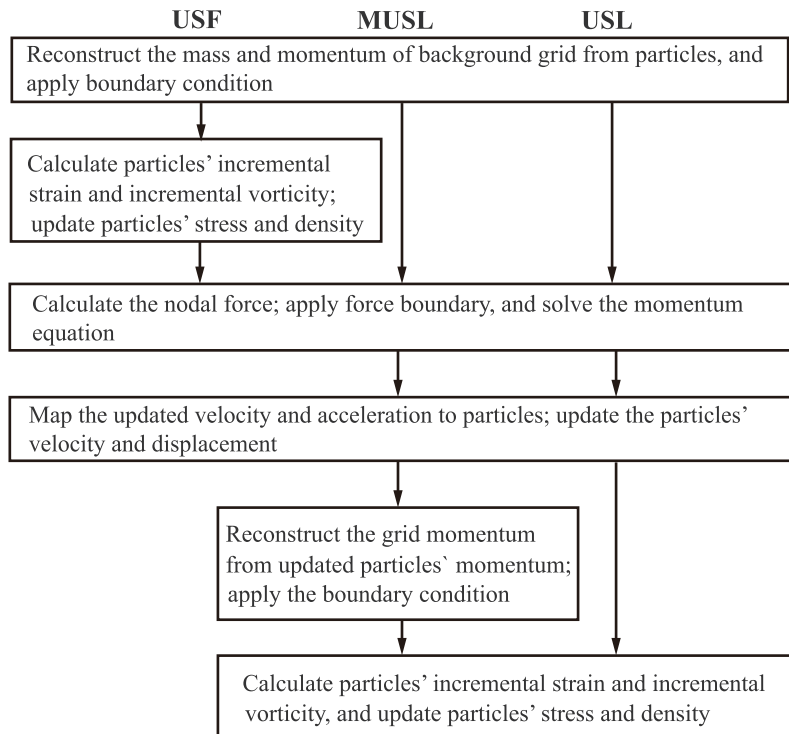 USF MUSL USL
Reconstruct the mass and momentum of background grid from particles, and
apply boundary condition
Calculate particles’ incremental
strain and incremental vorticity;
update particles’ stress and density
Calculate the nodal force; apply force boundary, and solve the momentum
equation
Map the updated velocity and acceleration to particles; update the particles’
velocity and displacement
Reconstruct the grid momentum
from updated particles` momentum;
apply the boundary condition
Calculate particles’ incremental strain and incremental
vorticity, and update particles’ stress and density